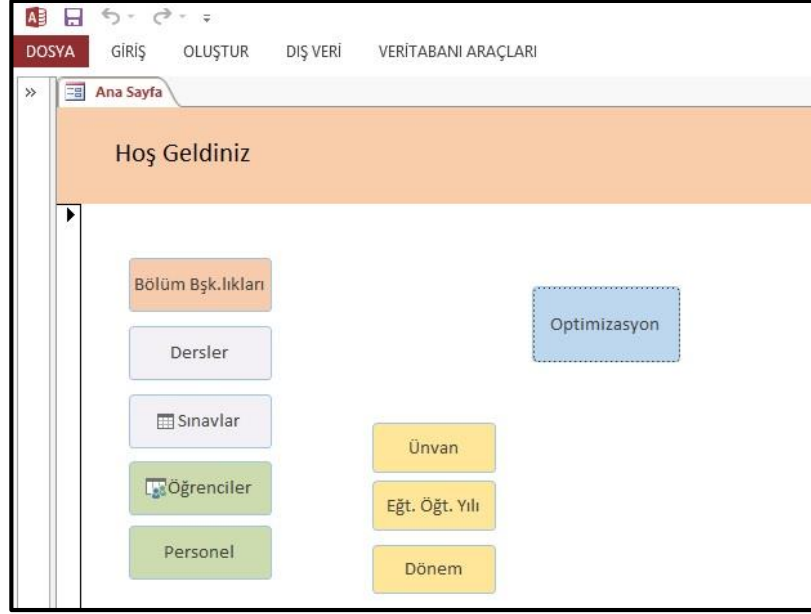 DOSYA GİRİŞ OLUŞTUR DIŞ VERİ VERİTABANI ARAÇLARI
Ana Sayfa
Hoş Geldiniz
Bölüm Bşk.lıkları
Optimizasyon
Dersler
Sınavlar
Ünvan
Öğrenciler
Eğt. Öğt. Yılı
Personel
Dönem